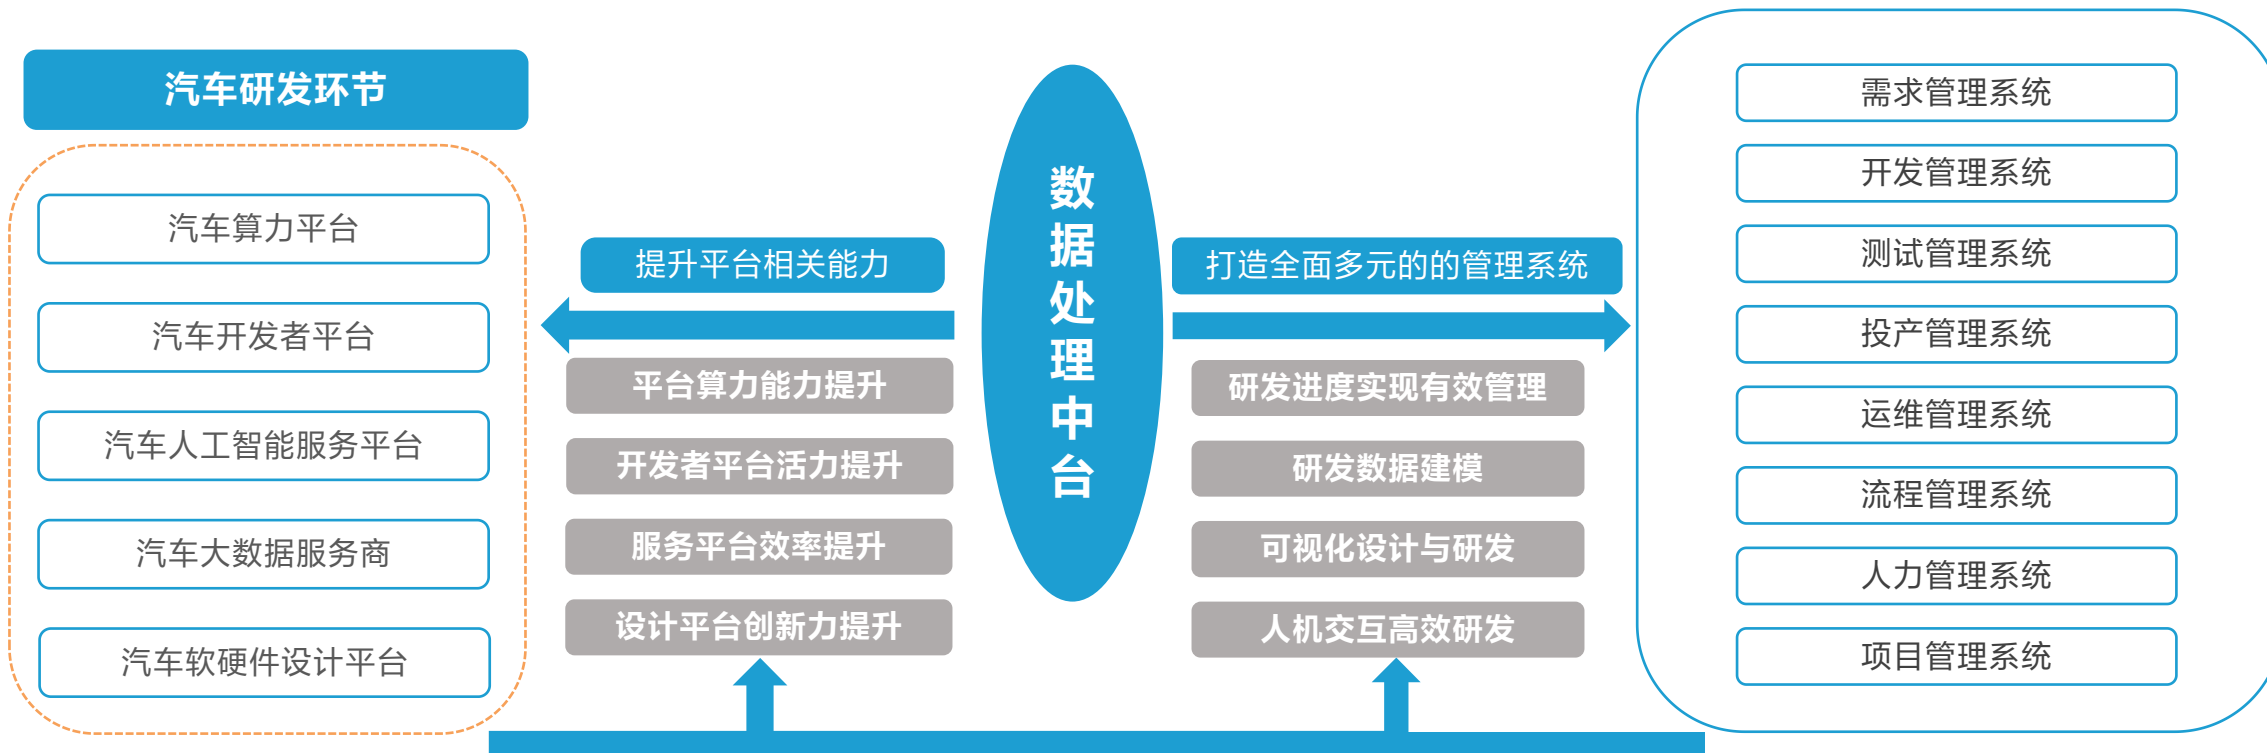 汽车研发环节
汽车算力平台
汽车开发者平台
汽车人工智能服务平台
汽车大数据服务商
汽车软硬件设计平台
提升平台相关能力
平台算力能力提升
开发者平台活力提升
服务平台效率提升
设计平台创新力提升
数据处理中台
打造全面多元的的管理系统
研发进度实现有效管理
研发数据建模
可视化设计与研发
人机交互高效研发
需求管理系统
开发管理系统
测试管理系统
投产管理系统
运维管理系统
流程管理系统
人力管理系统
项目管理系统